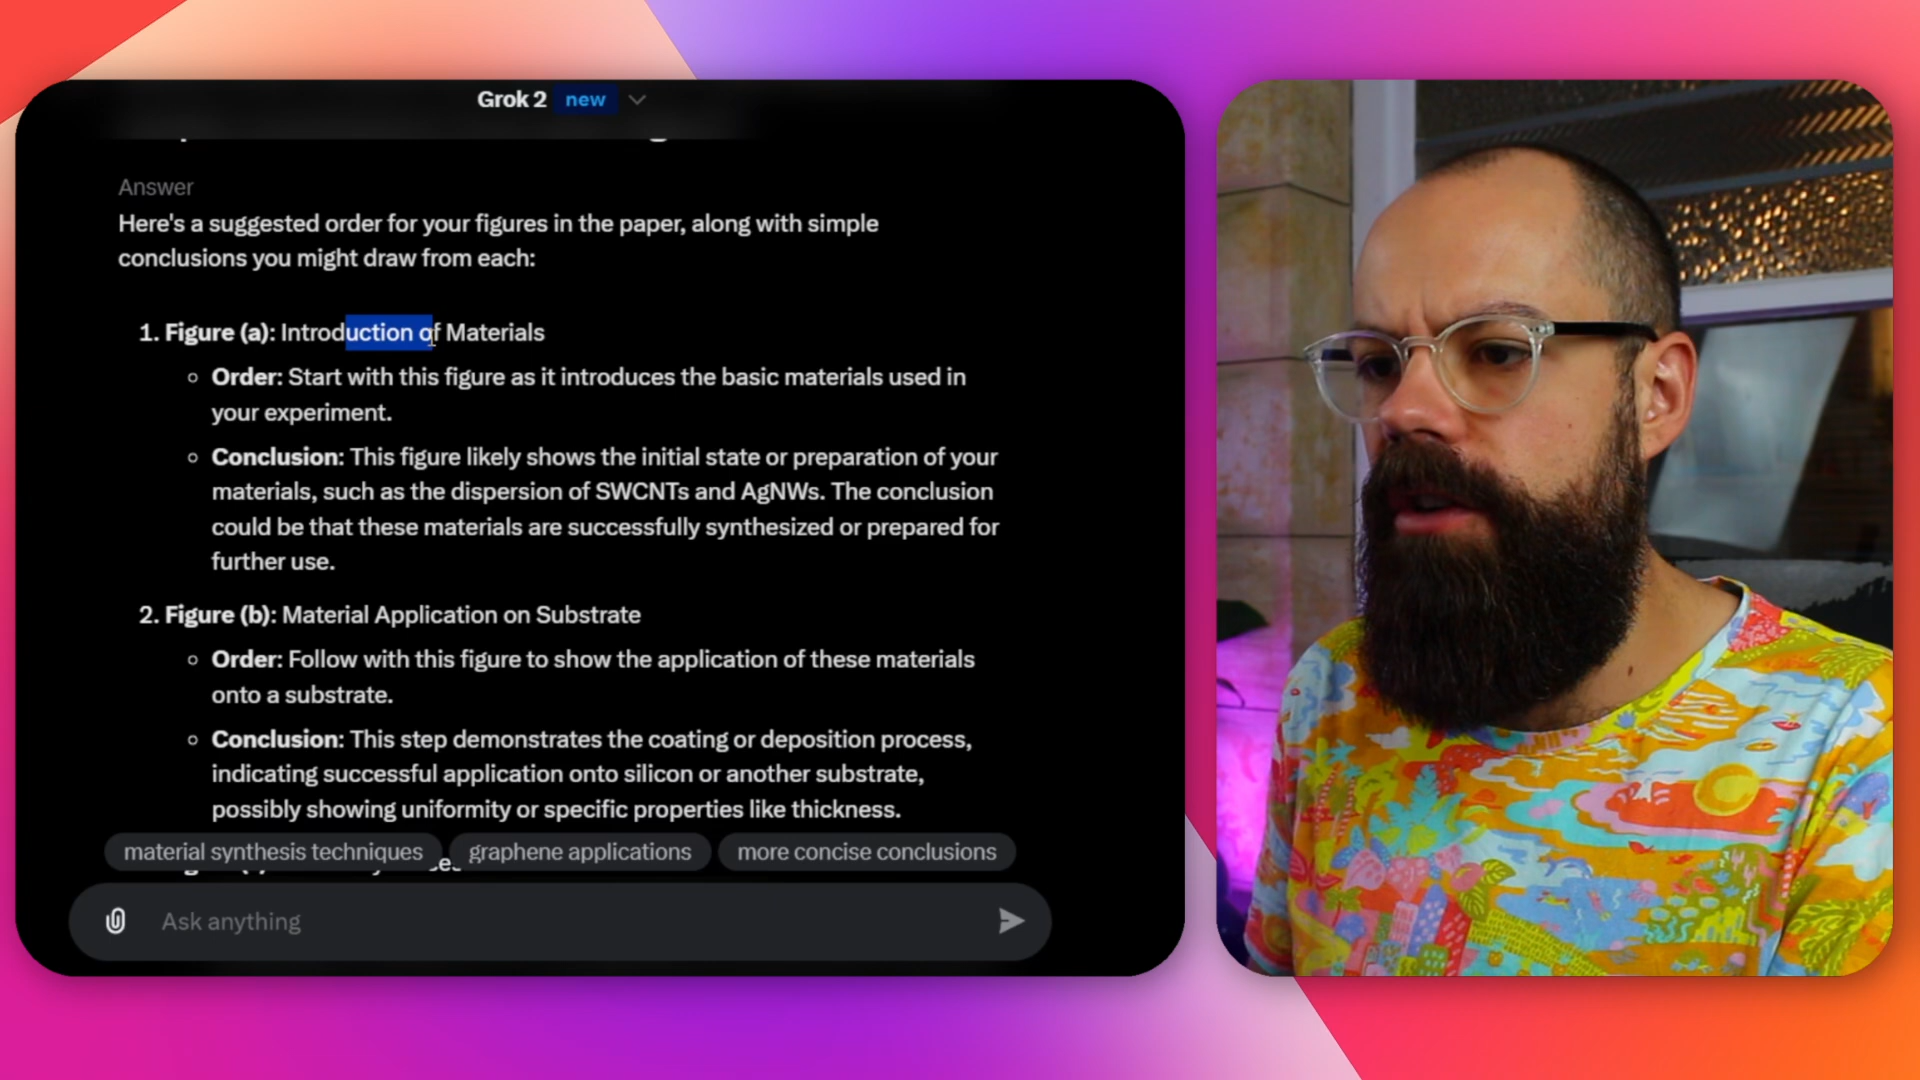 Grok 2 new
Answer
Here's a suggested order for your figures in the paper, along with simple
conclusions you might draw from each:
1. Figure (a): Introduction of Materials
Order: Start with this figure as it introduces the basic materials used in
your experiment.
Conclusion: This figure likely shows the initial state or preparation of your
materials, such as the dispersion of SWCNTs and AgNWs. The conclusion
could be that these materials are successfully synthesized or prepared for
further use.
2. Figure (b): Material Application on Substrate
Order: Follow with this figure to show the application of these materials
onto a substrate.
Conclusion: This step demonstrates the coating or deposition process,
indicating successful application onto silicon or another substrate,
possibly showing uniformity or specific properties like thickness.
material synthesis techniques graphene applications more concise conclusions
Ask anything